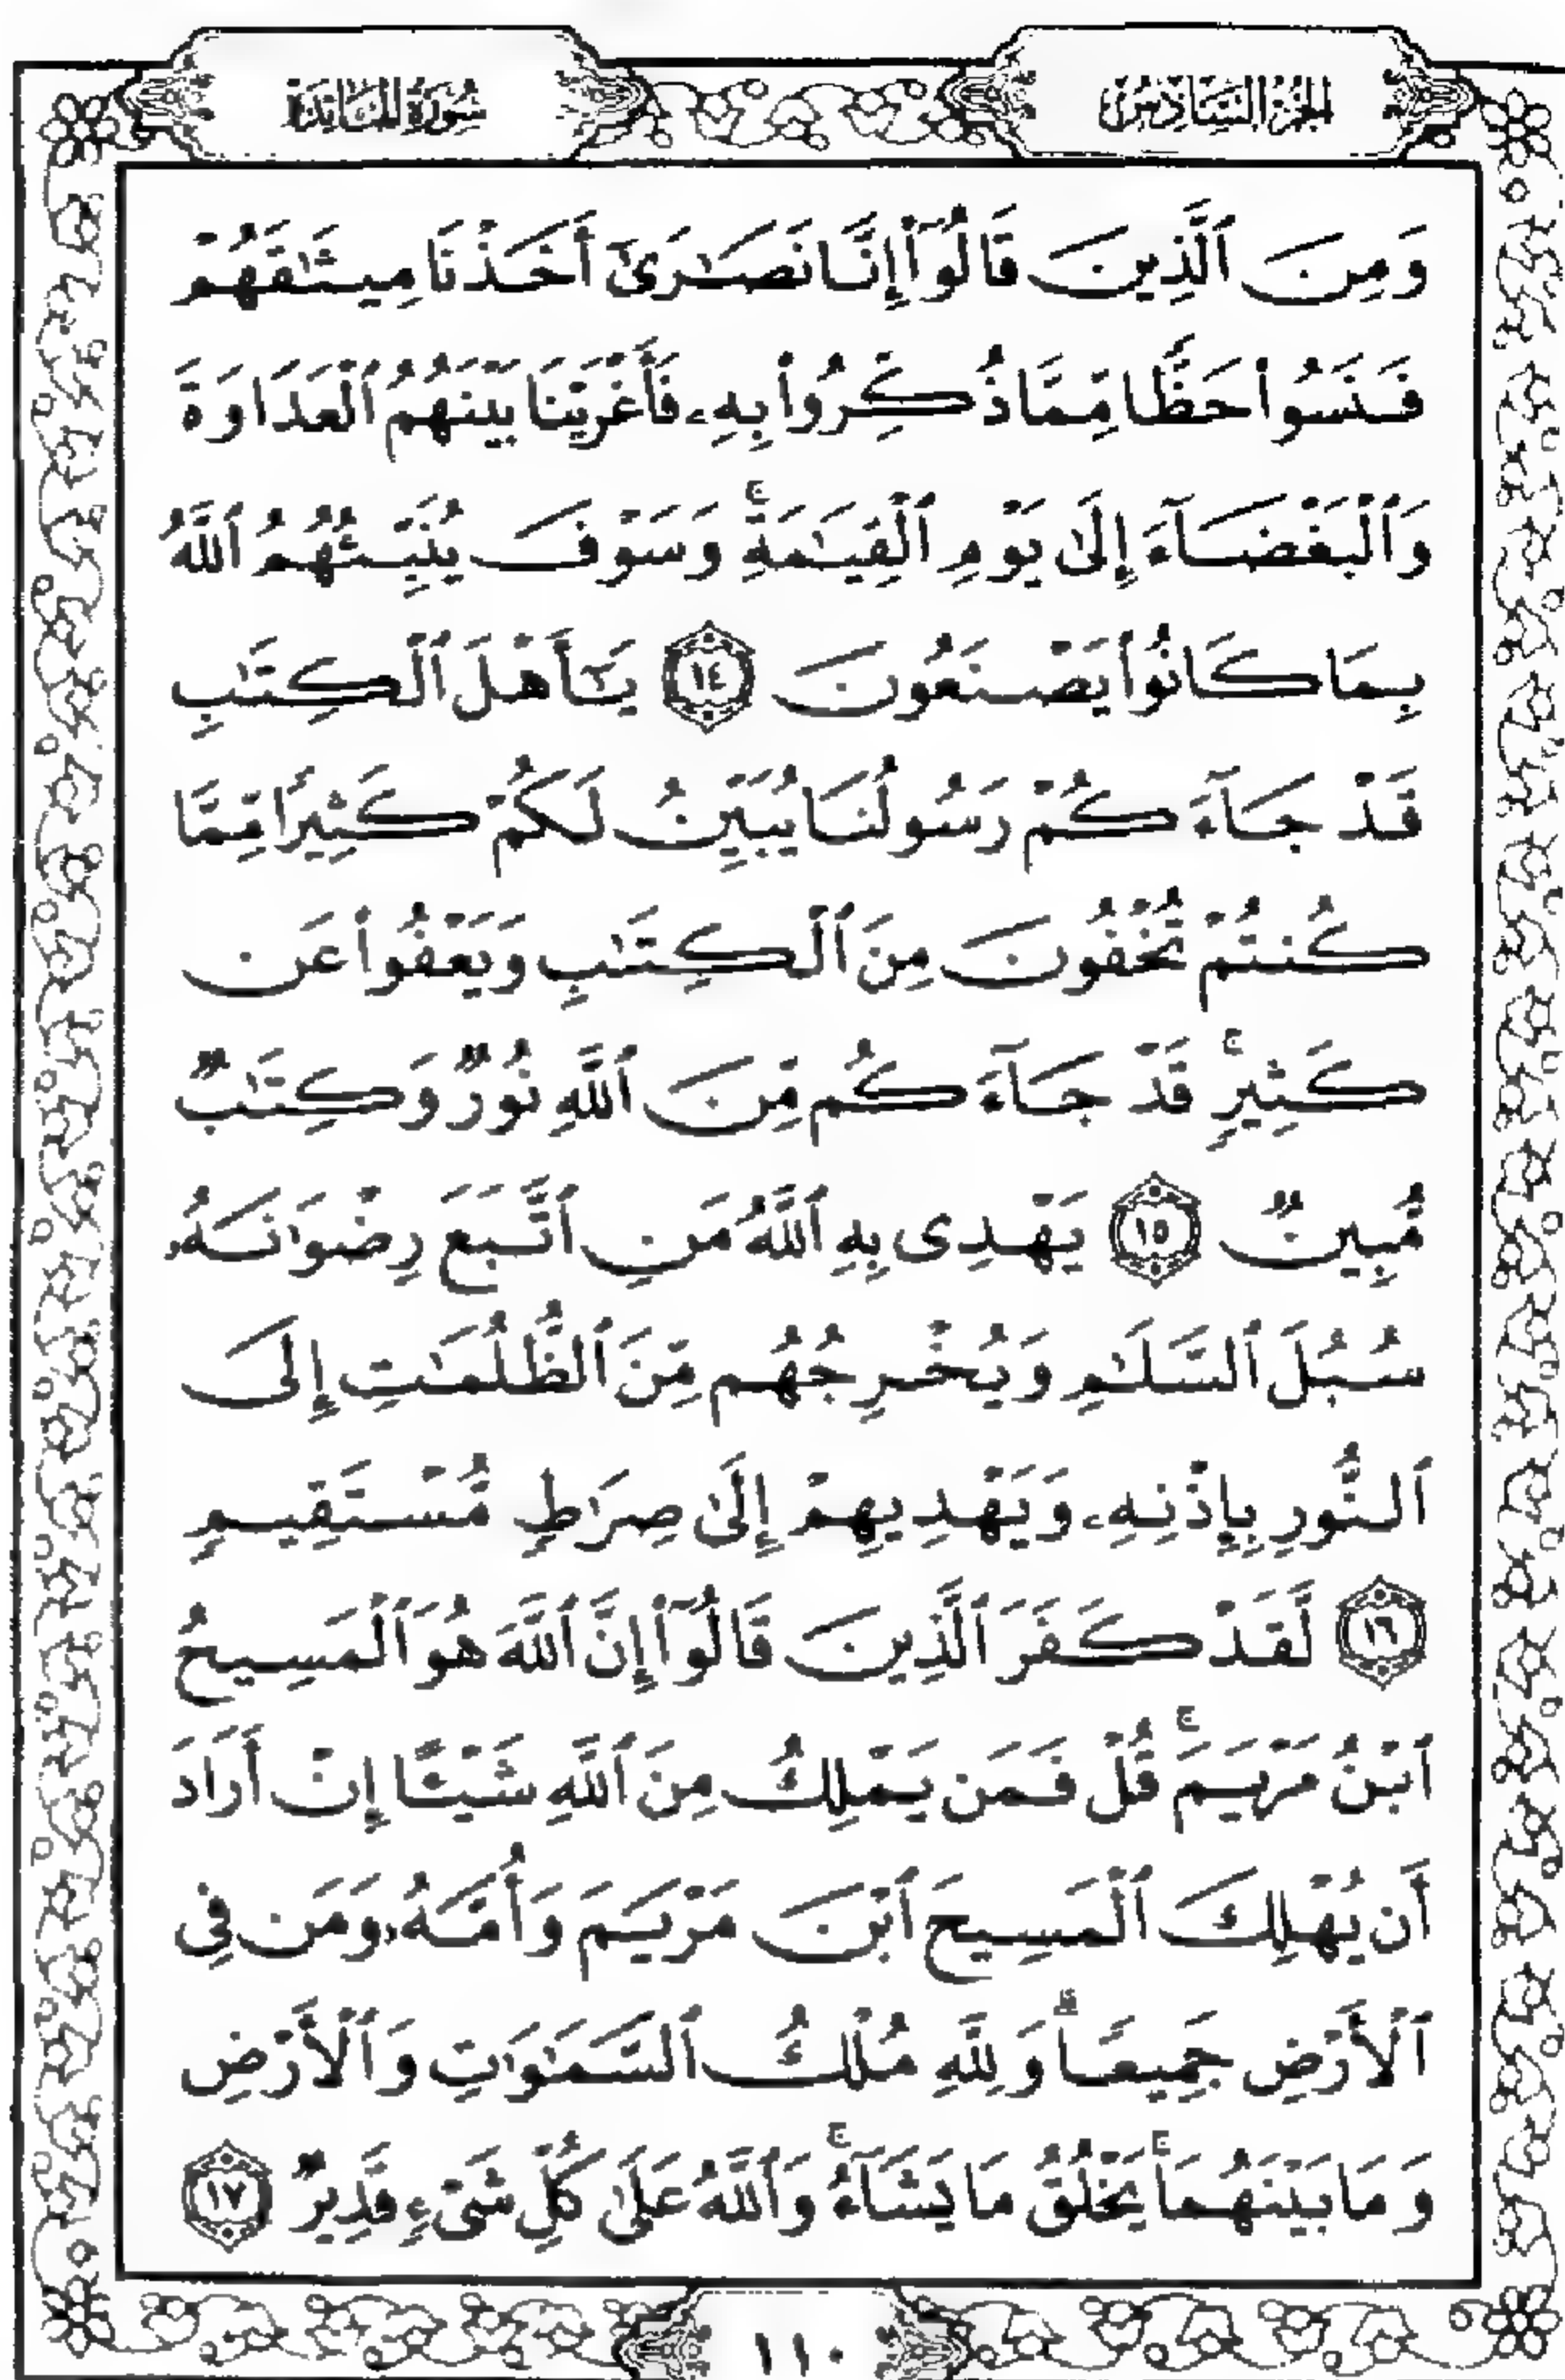 الجزء السادس
سورة المائدة
وَمِنَ ٱلَّذِينَ قَالُوٓا۟ إِنَّا نَصَـٰرَىٰٓ أَخَذْنَا مِيثَـٰقَهُمْ
فَنَسُوا۟ حَظًّا مِّمَّا ذُكِّرُوا۟ بِهِۦ فَأَغْرَيْنَا بَيْنَهُمُ ٱلْعَدَاوَةَ
وَٱلْبَغْضَآءَ إِلَىٰ يَوْمِ ٱلْقِيَـٰمَةِ ۚ وَسَوْفَ يُنَبِّئُهُمُ ٱللَّهُ
بِمَا كَانُوا۟ يَصْنَعُونَ ١٤ يَـٰٓأَهْلَ ٱلْكِتَـٰبِ
قَدْ جَآءَكُمْ رَسُولُنَا يُبَيِّنُ لَكُمْ كَثِيرًا مِّمَّا
كُنتُمْ تُخْفُونَ مِنَ ٱلْكِتَـٰبِ وَيَعْفُوا۟ عَن
كَثِيرٍ ۚ قَدْ جَآءَكُم مِّنَ ٱللَّهِ نُورٌ وَكِتَـٰبٌ
مُّبِينٌ ١٥ يَهْدِى بِهِ ٱللَّهُ مَنِ ٱتَّبَعَ رِضْوَٰنَهُۥ
سُبُلَ ٱلسَّلَـٰمِ وَيُخْرِجُهُم مِّنَ ٱلظُّلُمَـٰتِ إِلَى
ٱلنُّورِ بِإِذْنِهِۦ وَيَهْدِيهِمْ إِلَىٰ صِرَٰطٍ مُّسْتَقِيمٍ
١٦ لَّقَدْ كَفَرَ ٱلَّذِينَ قَالُوٓا۟ إِنَّ ٱللَّهَ هُوَ ٱلْمَسِيحُ
ٱبْنُ مَرْيَمَ ۚ قُلْ فَمَن يَمْلِكُ مِنَ ٱللَّهِ شَيْـًٔا إِنْ أَرَادَ
أَن يُهْلِكَ ٱلْمَسِيحَ ٱبْنَ مَرْيَمَ وَأُمَّهُۥ وَمَن فِى
ٱلْأَرْضِ جَمِيعًا ۗ وَلِلَّهِ مُلْكُ ٱلسَّمَـٰوَٰتِ وَٱلْأَرْضِ
وَمَا بَيْنَهُمَا ۚ يَخْلُقُ مَا يَشَآءُ ۚ وَٱللَّهُ عَلَىٰ كُلِّ شَىْءٍ قَدِيرٌ ١٧
١١٠